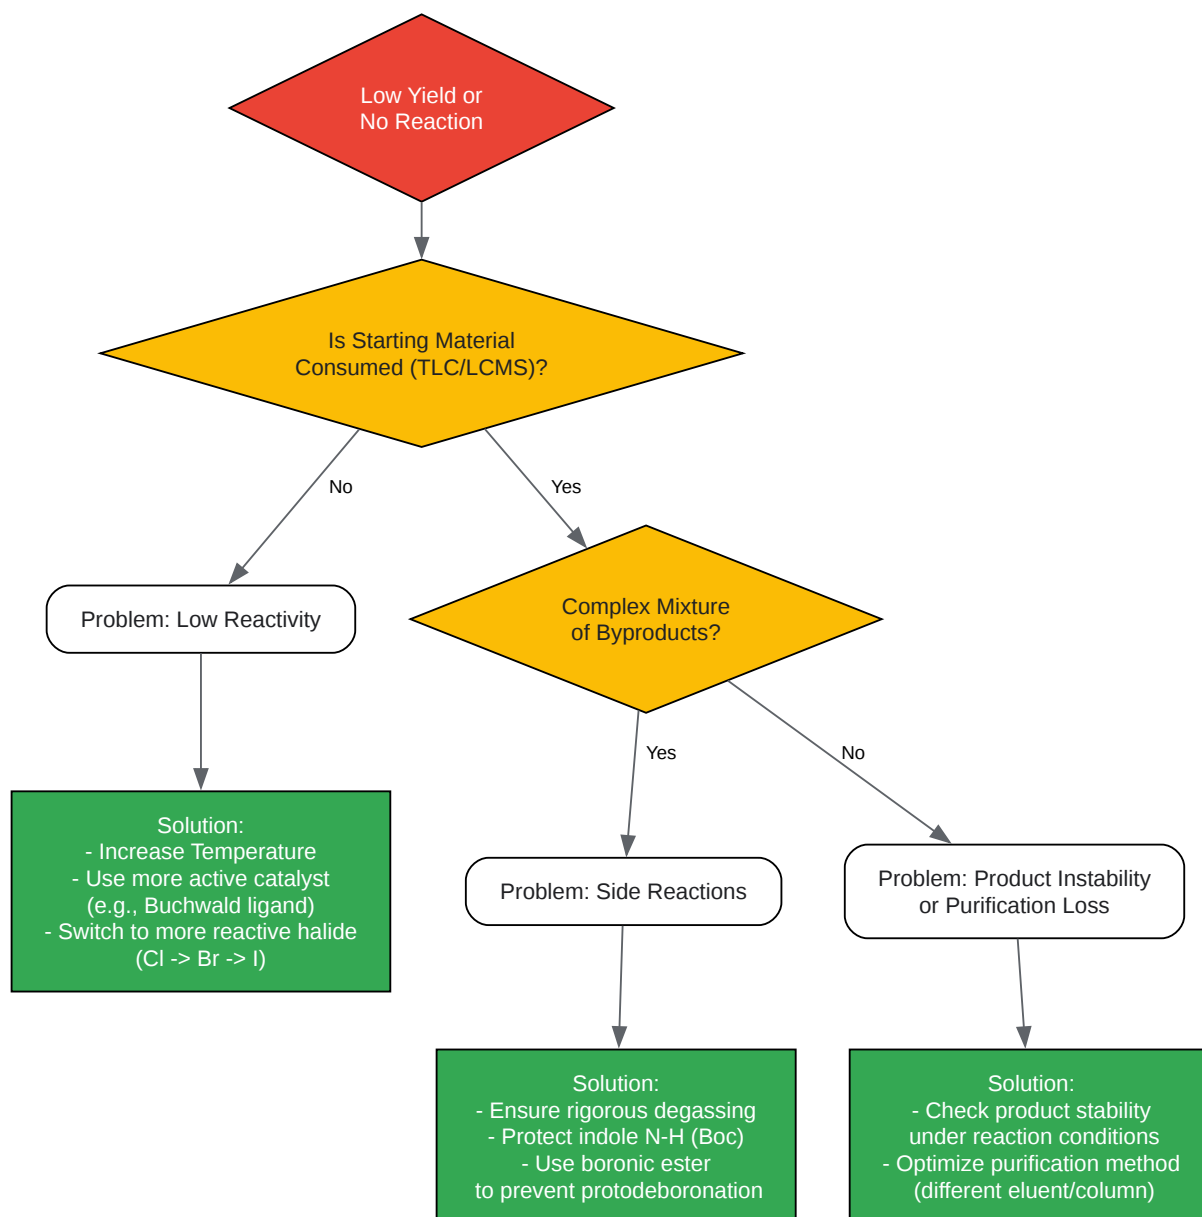 Low Yield or
No Reaction
Is Starting Material
Consumed (TLC/LCMS)?
No
Yes
Problem: Low Reactivity
Complex Mixture
of Byproducts?
Yes
No
Solution:
- Increase Temperature
- Use more active catalyst
(e.g., Buchwald ligand)
- Switch to more reactive halide
(Cl -> Br -> I)
Problem: Side Reactions
Problem: Product Instability
or Purification Loss
Solution:
- Ensure rigorous degassing
- Protect indole N-H (Boc)
- Use boronic ester
to prevent protodeboronation
Solution:
- Check product stability
under reaction conditions
- Optimize purification method
(different eluent/column)